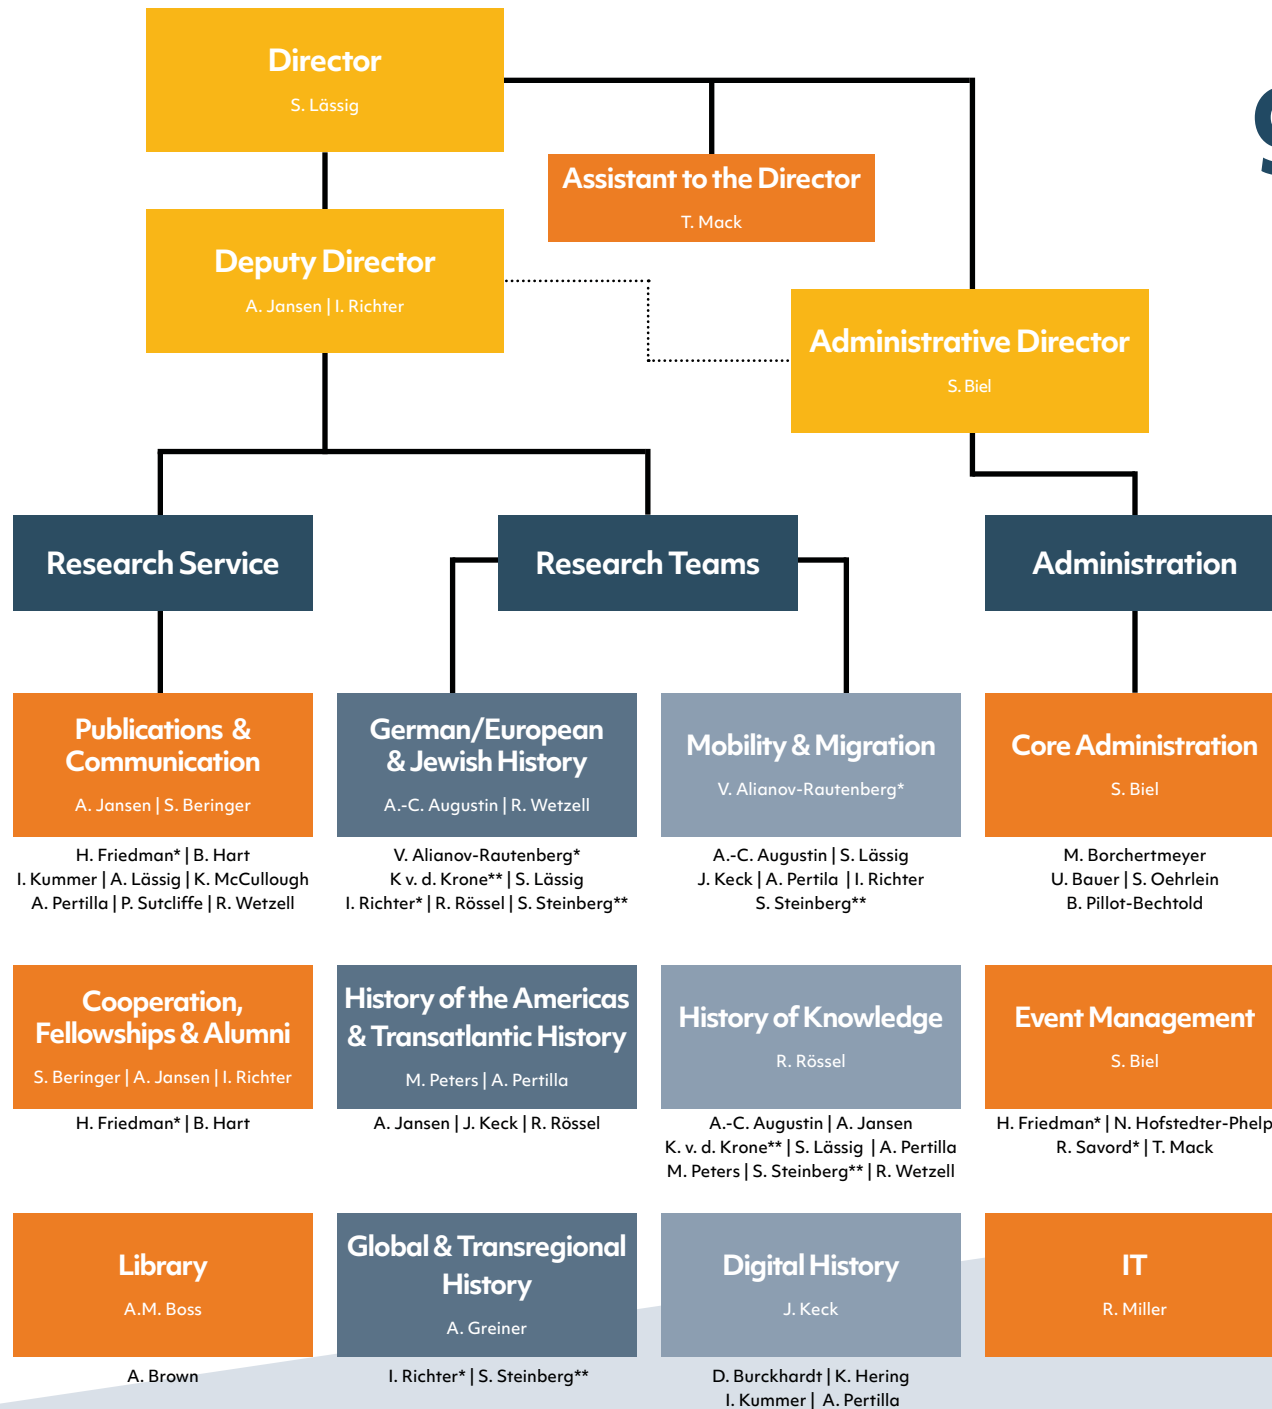 Director
S. Lässig
Assistant to the Director
T. Mack
Deputy Director
A. Jansen | I. Richter
Administrative Director
S. Biel
Research Service
Research Teams
Administration
Publications & 
Communication
A. Jansen | S. Beringer
H. Friedman* | B. Hart
I. Kummer | A. Lässig | K. McCullough
A. Pertilla | P. Sutcliffe | R. Wetzell
German/European
& Jewish History
A.-C. Augustin | R. Wetzell
V. Alianov-Rautenberg*
K v. d. Krone** | S. Lässig
I. Richter* | R. Rössel | S. Steinberg**
Mobility & Migration
V. Alianov-Rautenberg*
A.-C. Augustin | S. Lässig
J. Keck | A. Pertila | I. Richter
S. Steinberg**
Core Administration
S. Biel
M. Borchertmeyer
U. Bauer | S. Oehrlein
B. Pillot-Bechtold
Cooperation,
Fellowships & Alumni
S. Beringer | A. Jansen | I. Richter
H. Friedman* | B. Hart
History of the Americas
& Transatlantic History
M. Peters | A. Pertilla
A. Jansen | J. Keck | R. Rössel
History of Knowledge
R. Rössel
A.-C. Augustin | A. Jansen
K. v. d. Krone** | S. Lässig | A. Pertilla
M. Peters | S. Steinberg** | R. Wetzell
Event Management
S. Biel
H. Friedman* | N. Hofstedter-Phelp
R. Savord* | T. Mack
Library
A.M. Boss
A. Brown
Global & Transregional
History
A. Greiner
I. Richter* | S. Steinberg**
Digital History
J. Keck
D. Burckhardt | K. Hering
I. Kummer | A. Pertilla
IT
R. Miller